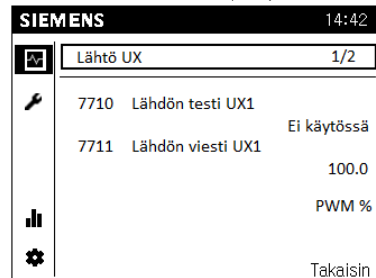 SIEMENS 14:42
Lähtö UX 1/2
7710 Lähdön testi UX1
Ei käytössä
7711 Lähdön viesti UX1
100.0
PWM %
Takaisin